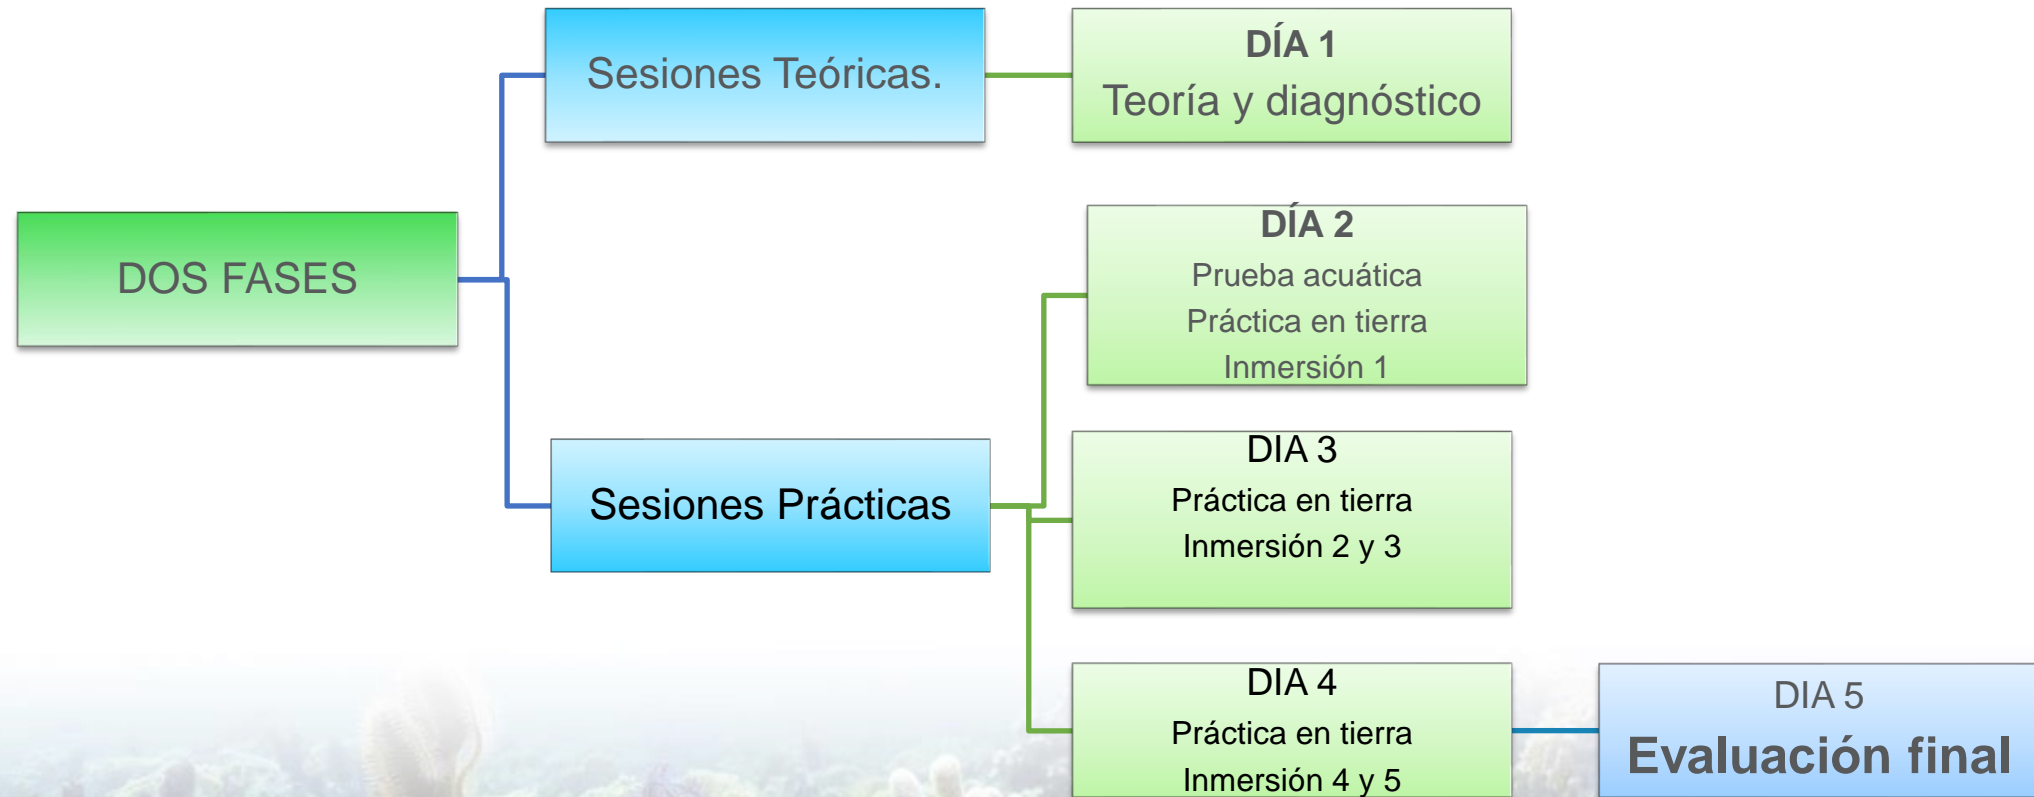 Sesiones Teóricas.
DÍA 1
Teoría y diagnóstico
DOS FASES
DÍA 2
Prueba acuática
Práctica en tierra
Inmersión 1
Sesiones Prácticas
DIA 3
Práctica en tierra
Inmersión 2 y 3
DIA 4
Práctica en tierra
Inmersión 4 y 5
DIA 5
Evaluación final